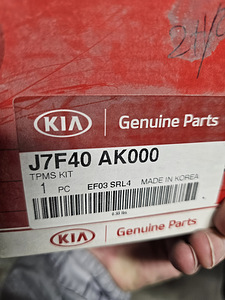 KIA Genuine Parts
J7F40 AK000
TPMS KIT
1 PC EF03 SRL4 MADE IN KOREA
KIA Genuine Parts